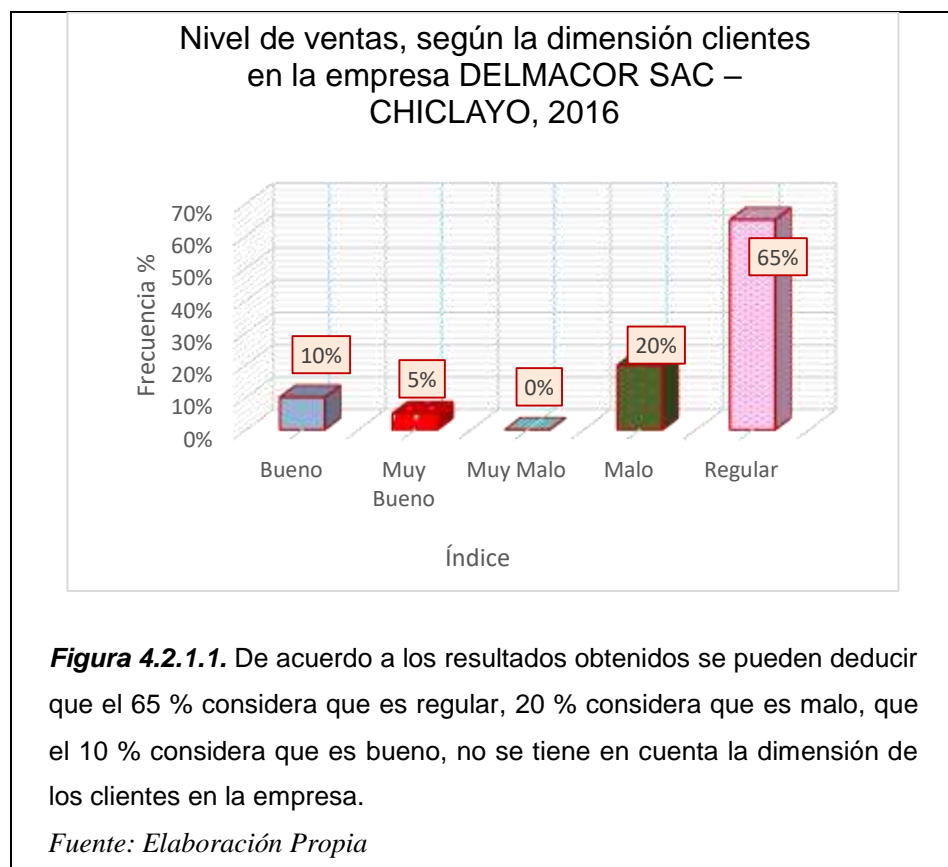 Nivel de ventas, según la dimensión clientes
en la empresa DELMACOR SAC –
CHICLAYO, 2016
70%
60%
50%
40%
30%
20%
10%
0%
Frecuencia %
10%
5%
0%
20%
65%
Bueno
Muy
Bueno
Muy Malo
Malo
Regular
Índice
Figura 4.2.1.1. De acuerdo a los resultados obtenidos se pueden deducir
que el 65 % considera que es regular, 20 % considera que es malo, que
el 10 % considera que es bueno, no se tiene en cuenta la dimensión de
los clientes en la empresa.
Fuente: Elaboración Propia